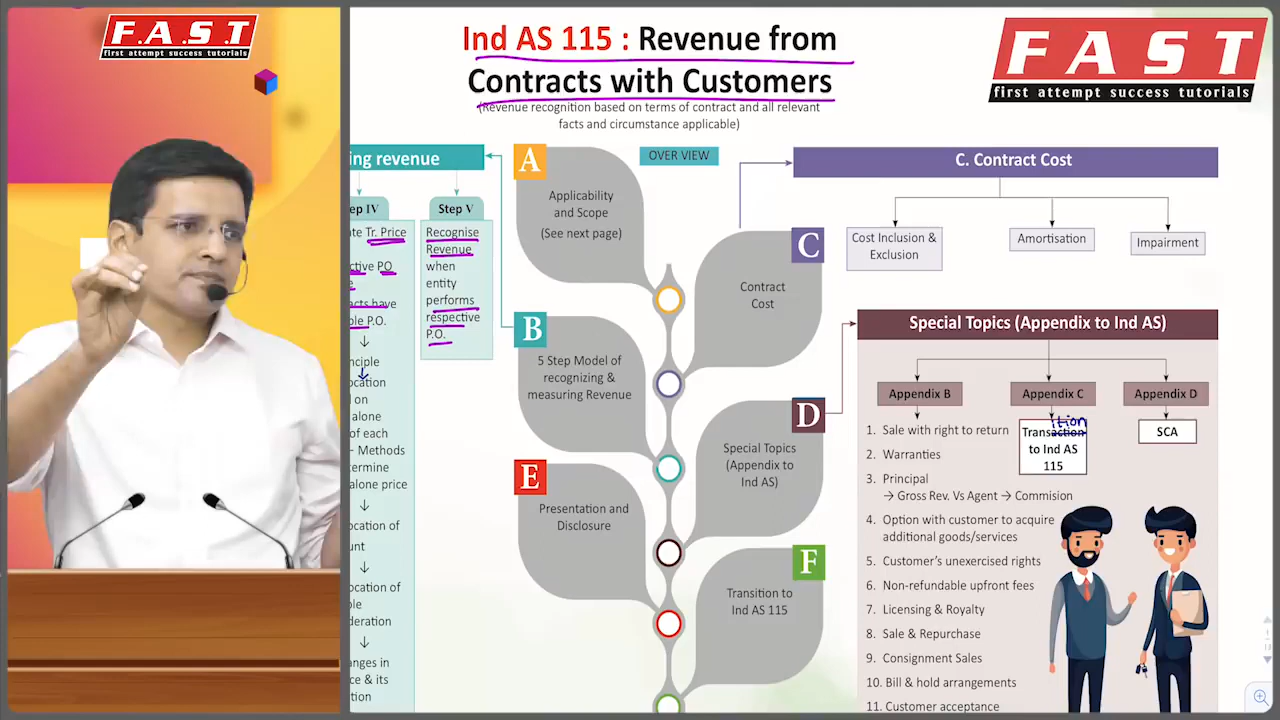 F.A.S.T
first attempt success tutorials
Ind AS 115 : Revenue from
Contracts with Customers
(Revenue recognition based on terms of contract and all relevant
facts and circumstance applicable)
FAST
first attempt success tutorials
ing revenue
ep IV
ate Tr. Price
ective PO
acts have
ple P.O.
↓
inciple
ocation
d on
alone
of each
- Methods
etermine
alone price
↓
ocation of
unt
↓
ocation of
ble
deration
↓
anges in
ce & its
tion
Step V
Recognise
Revenue
when
entity
performs
respective
P.O.
OVER VIEW
A
Applicability
and Scope
(See next page)
B
5 Step Model of
recognizing &
measuring Revenue
C
Contract
Cost
D
Special Topics
(Appendix to
Ind AS)
E
Presentation and
Disclosure
F
Transition to
Ind AS 115
C. Contract Cost
Cost Inclusion &
Exclusion
Amortisation
Impairment
Special Topics (Appendix to Ind AS)
Appendix B
1. Sale with right to return
2. Warranties
3. Principal
→ Gross Rev. Vs Agent → Commision
4. Option with customer to acquire
additional goods/services
5. Customer's unexercised rights
6. Non-refundable upfront fees
7. Licensing & Royalty
8. Sale & Repurchase
9. Consignment Sales
10. Bill & hold arrangements
11. Customer acceptance
Appendix C
ition
Transaction
to Ind AS
115
Appendix D
SCA